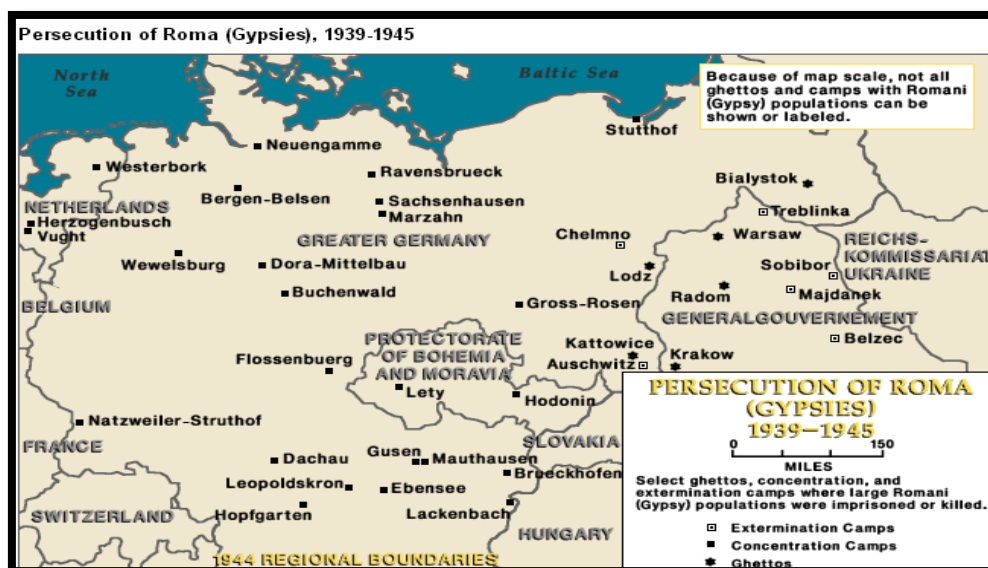 Persecution of Roma (Gypsies), 1939-1945
North
Sea
Baltic Sea
Because of map scale, not all
ghettos and camps with Romani
(Gypsy) populations can be
shown or labeled.
Stutthof
Neuengamme
Westerbork
Ravensbrueck
Bialystok
Bergen-Belsen
Sachsenhausen
Treblinka
NETHERLANDS
Marzahn
Herzogenbusch
Vught
GREATER GERMANY
Chelmno
Warsaw
REICHS-
KOMMISSARIAT
UKRAINE
Wewelsburg
Dora-Mittelbau
Lodz
Sobibor
Buchenwald
Radom
Majdanek
BELGIUM
Gross-Rosen
GENERALGOUVERNEMENT
PROTECTORATE
OF BOHEMIA
AND MORAVIA
Kattowice
Belzec
Flossenbuerg
Auschwitz
Krakow
Lety
Hodonin
Natzweiler-Struthof
FRANCE
SLOVAKIA
Dachau
Gusen
Mauthausen
Brueckhofen
Leopoldskron
Ebensee
Hopfgarten
Lackenbach
SWITZERLAND
HUNGARY
1944 REGIONAL BOUNDARIES
PERSECUTION OF ROMA
(GYPSIES)
1939–1945
0 150
MILES
Select ghettos, concentration, and
extermination camps where large Romani
(Gypsy) populations were imprisoned or killed.
Extermination Camps
Concentration Camps
Ghettos